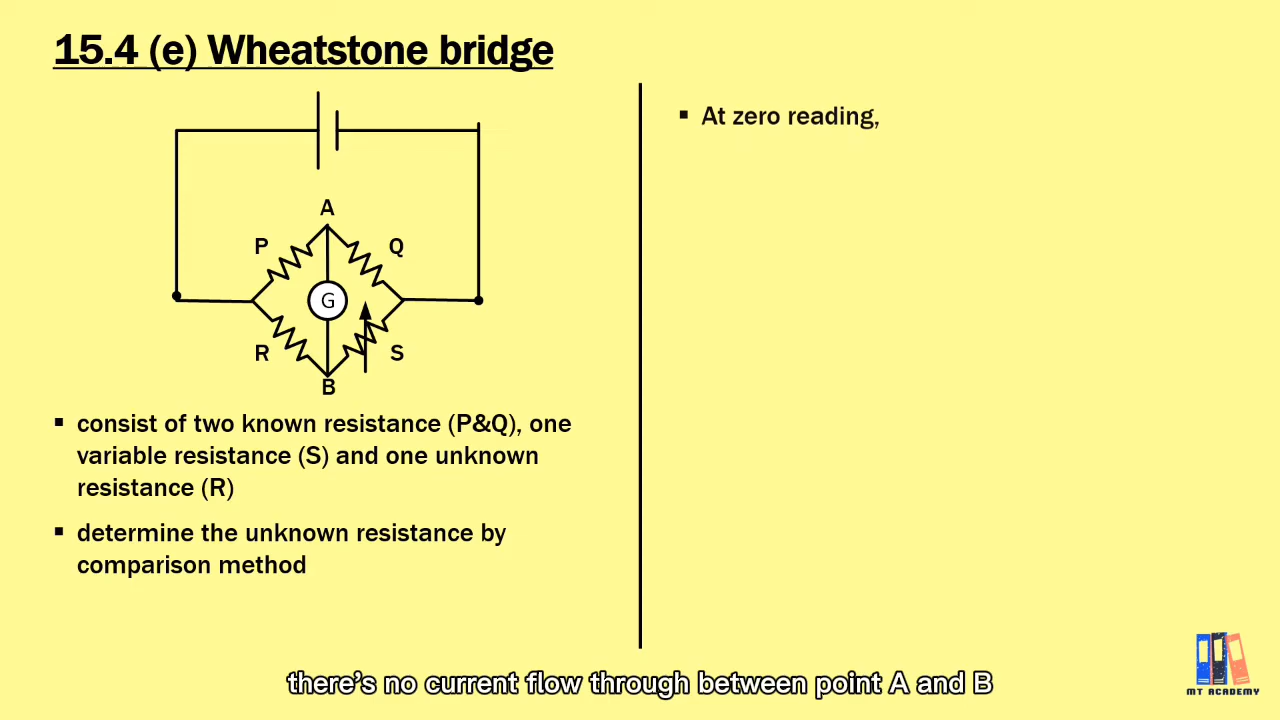 15.4 (e) Wheatstone bridge
A
P
Q
G
R
S
B
▪ consist of two known resistance (P&Q), one
variable resistance (S) and one unknown
resistance (R)
▪ determine the unknown resistance by
comparison method
▪ At zero reading,
there's no current flow through between point A and B
MT ACADEMY